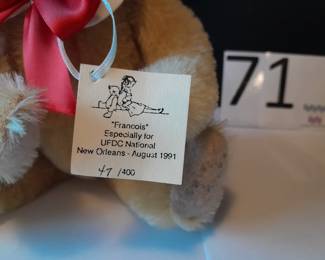 "Francois"
Especially for
UFDC National
New Orleans - August 1991
47 /400
71